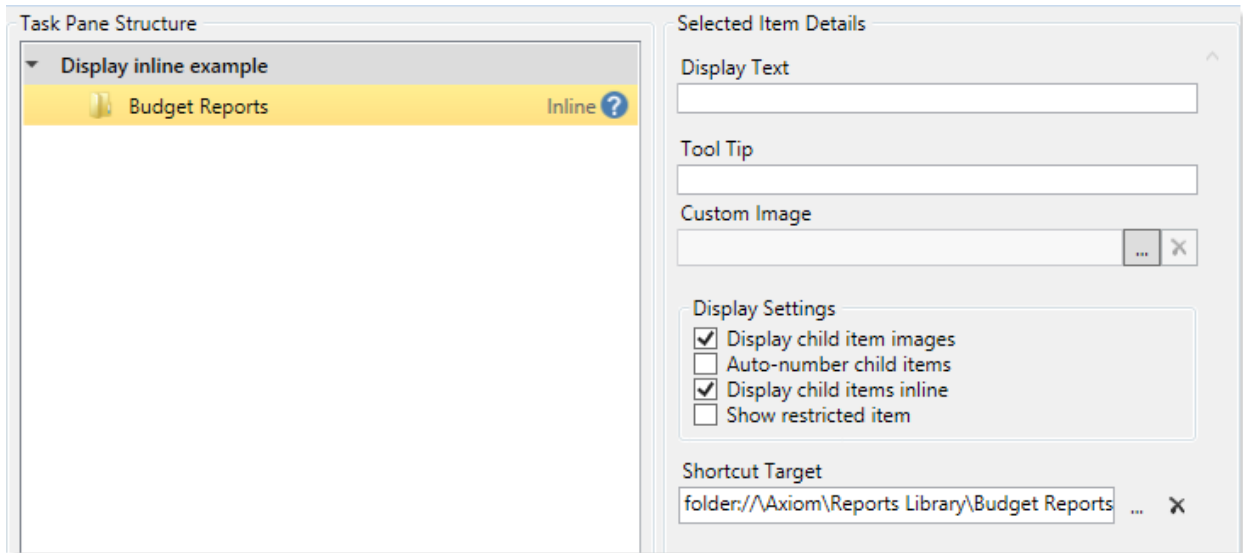 Task Pane Structure
Display inline example
Budget Reports Inline ?
Selected Item Details
Display Text
Tool Tip
Custom Image
...
Display Settings
Display child item images
Auto-number child items
Display child items inline
Show restricted item
Shortcut Target
folder://\Axiom\Reports Library\Budget Reports ...